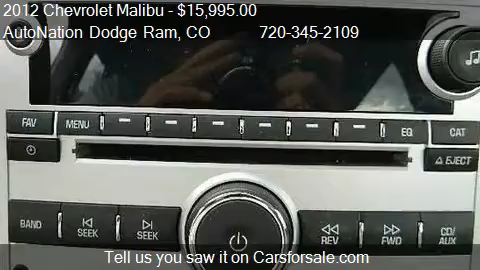 2012 Chevrolet Malibu - $15,995.00
AutoNation Dodge Ram, CO 720-345-2109
FAV MENU EQ CAT
EJECT
BAND SEEK SEEK REV FWD CD/
AUX
Tell us you saw it on Carsforsale.com